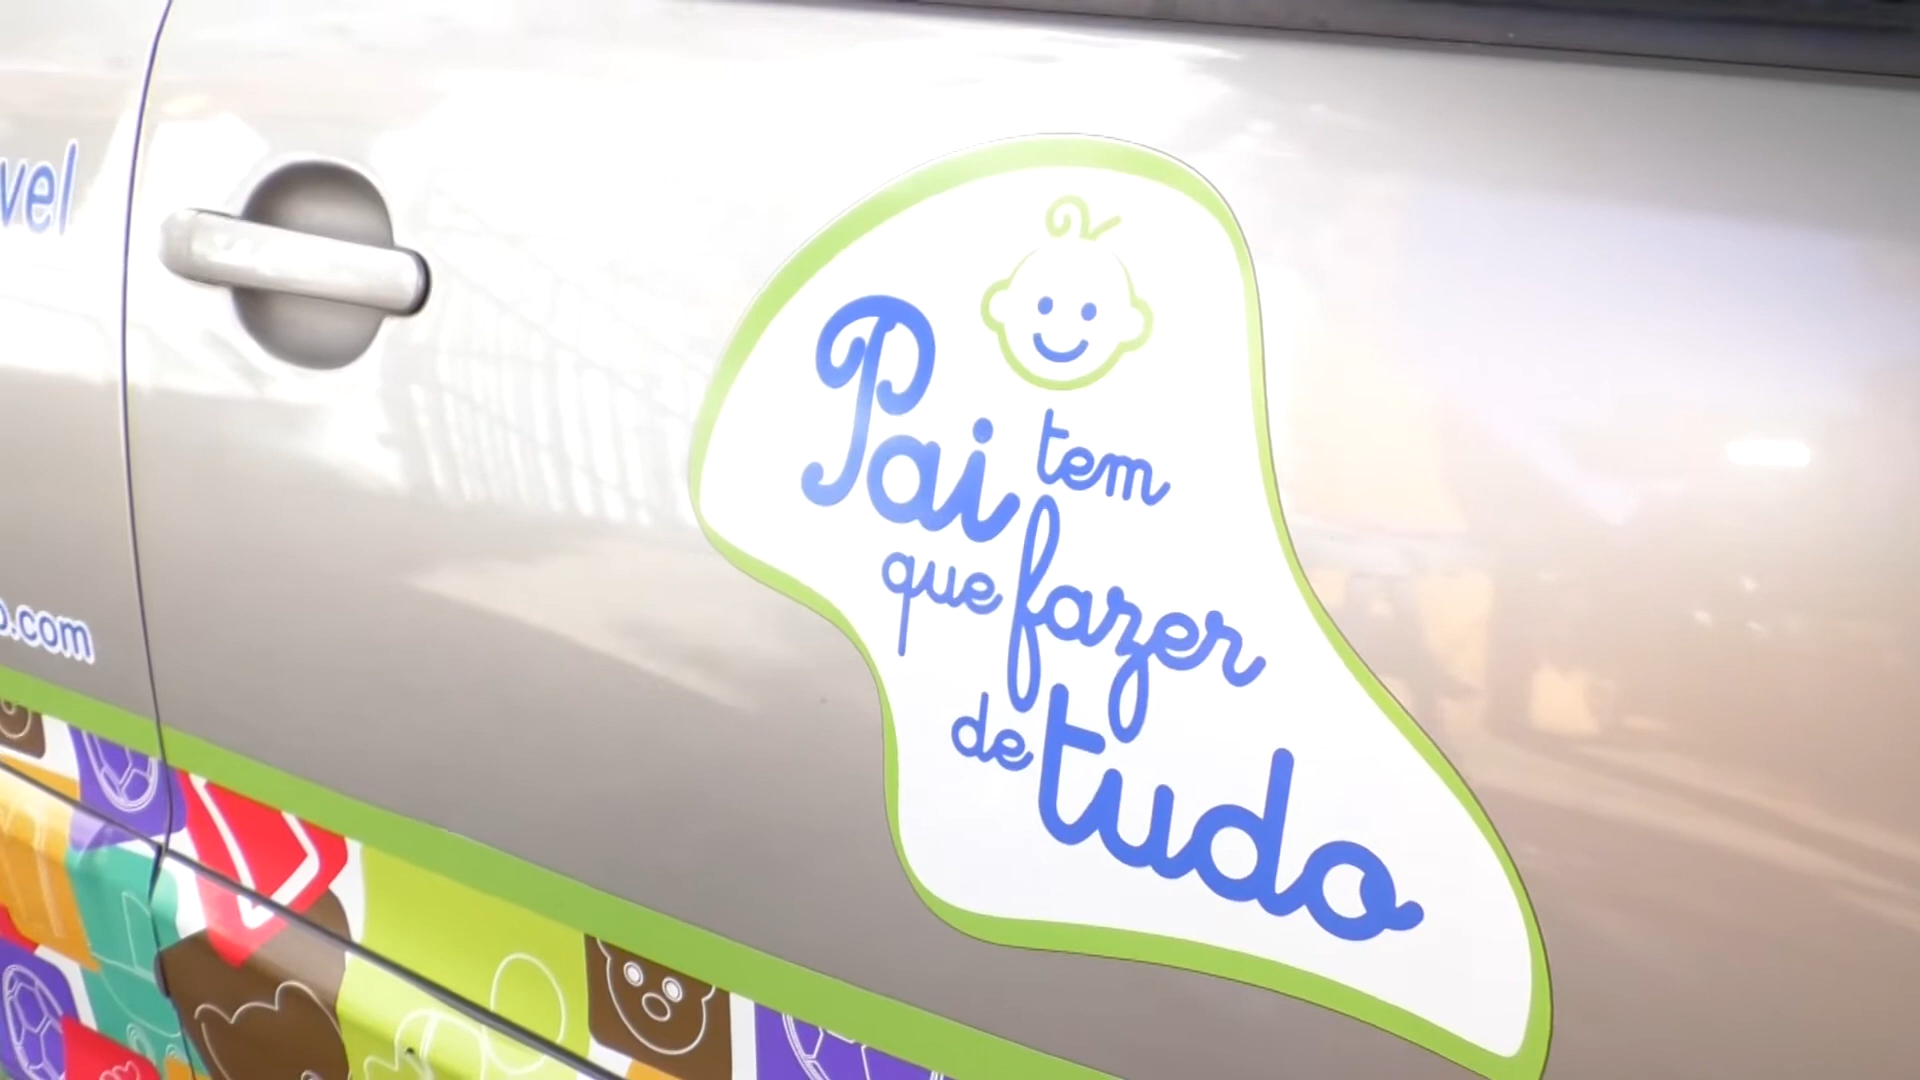 vel
Pai tem
que fazer
de tudo
o.com